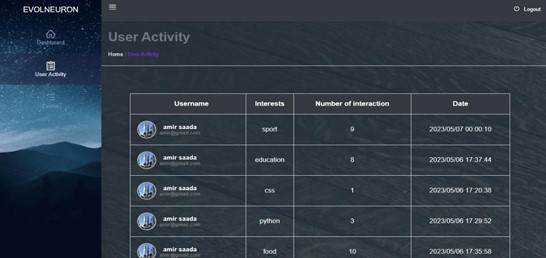 EVOLNEURON
Logout
Dashboard
User Activity
User Activity
Home / User Activity
Username Interests Number of interaction Date
amir saada
amir@gmail.com
sport 9 2023/05/07 00:00:10
amir saada
amir@gmail.com
education 8 2023/05/06 17:37:44
amir saada
amir@gmail.com
css 1 2023/05/06 17:20:38
amir saada
amir@gmail.com
python 3 2023/05/06 17:29:52
amir saada
amir@gmail.com
food 10 2023/05/06 17:35:58